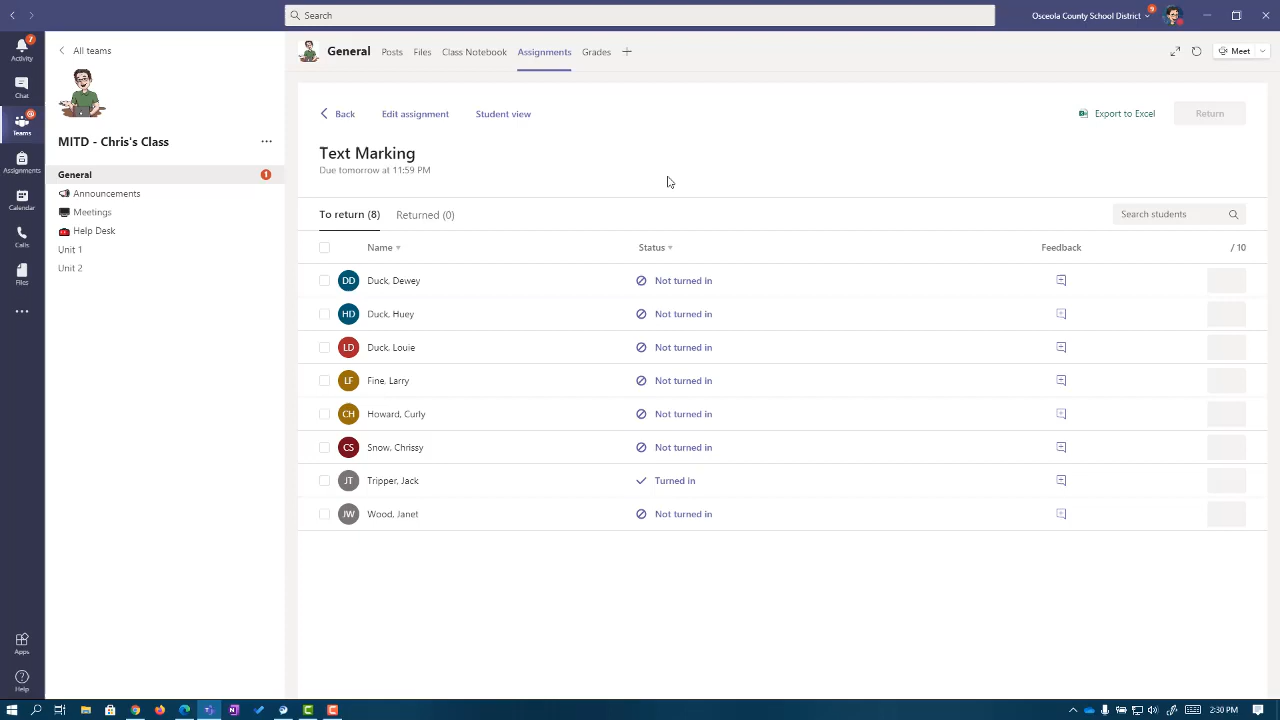 Search
Osceola County School District
9
7
Activity
Chat
Teams
Assignments
Calendar
Calls
Files
Apps
Help
All teams
MITD - Chris's Class
General
1
Announcements
Meetings
Help Desk
Unit 1
Unit 2
General Posts Files Class Notebook Assignments Grades
Meet
Back Edit assignment Student view
Export to Excel Return
Text Marking
Due tomorrow at 11:59 PM
To return (8) Returned (0)
Search students
Name Status Feedback / 10
DD Duck, Dewey Not turned in
HD Duck, Huey Not turned in
LD Duck, Louie Not turned in
LF Fine, Larry Not turned in
CH Howard, Curly Not turned in
CS Snow, Chrissy Not turned in
JT Tripper, Jack Turned in
JW Wood, Janet Not turned in
2:30 PM